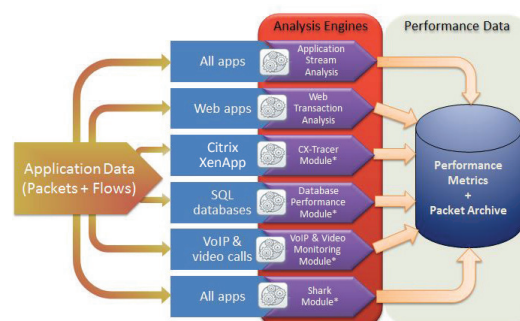 Analysis Engines
Performance Data
Application Data
(Packets + Flows)
All apps
Application
Stream
Analysis
Web apps
Web
Transaction
Analysis
Citrix
XenApp
CX-Tracer
Module*
SQL
databases
Database
Performance
Module*
VoIP &
video calls
VoIP & Video
Monitoring
Module*
All apps
Shark
Module*
Performance
Metrics
+
Packet Archive